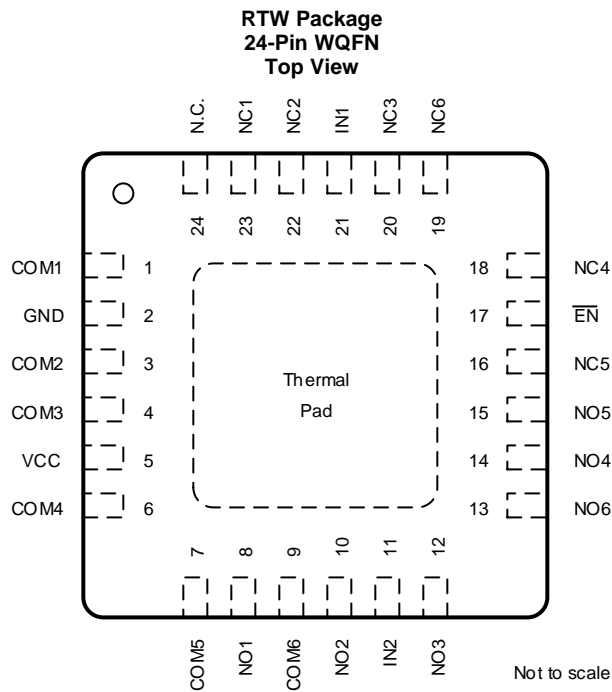 RTW Package
24-Pin WQFN
Top View
N.C.
NC1
NC2
IN1
NC3
NC6
24
23
22
21
20
19
COM1 1
GND 2
COM2 3
COM3 4
VCC 5
COM4 6
18 NC4
17 E̅N̅
16 NC5
15 NO5
14 NO4
13 NO6
Thermal
Pad
7
8
9
10
11
12
COM5
NO1
COM6
NO2
IN2
NO3
Not to scale